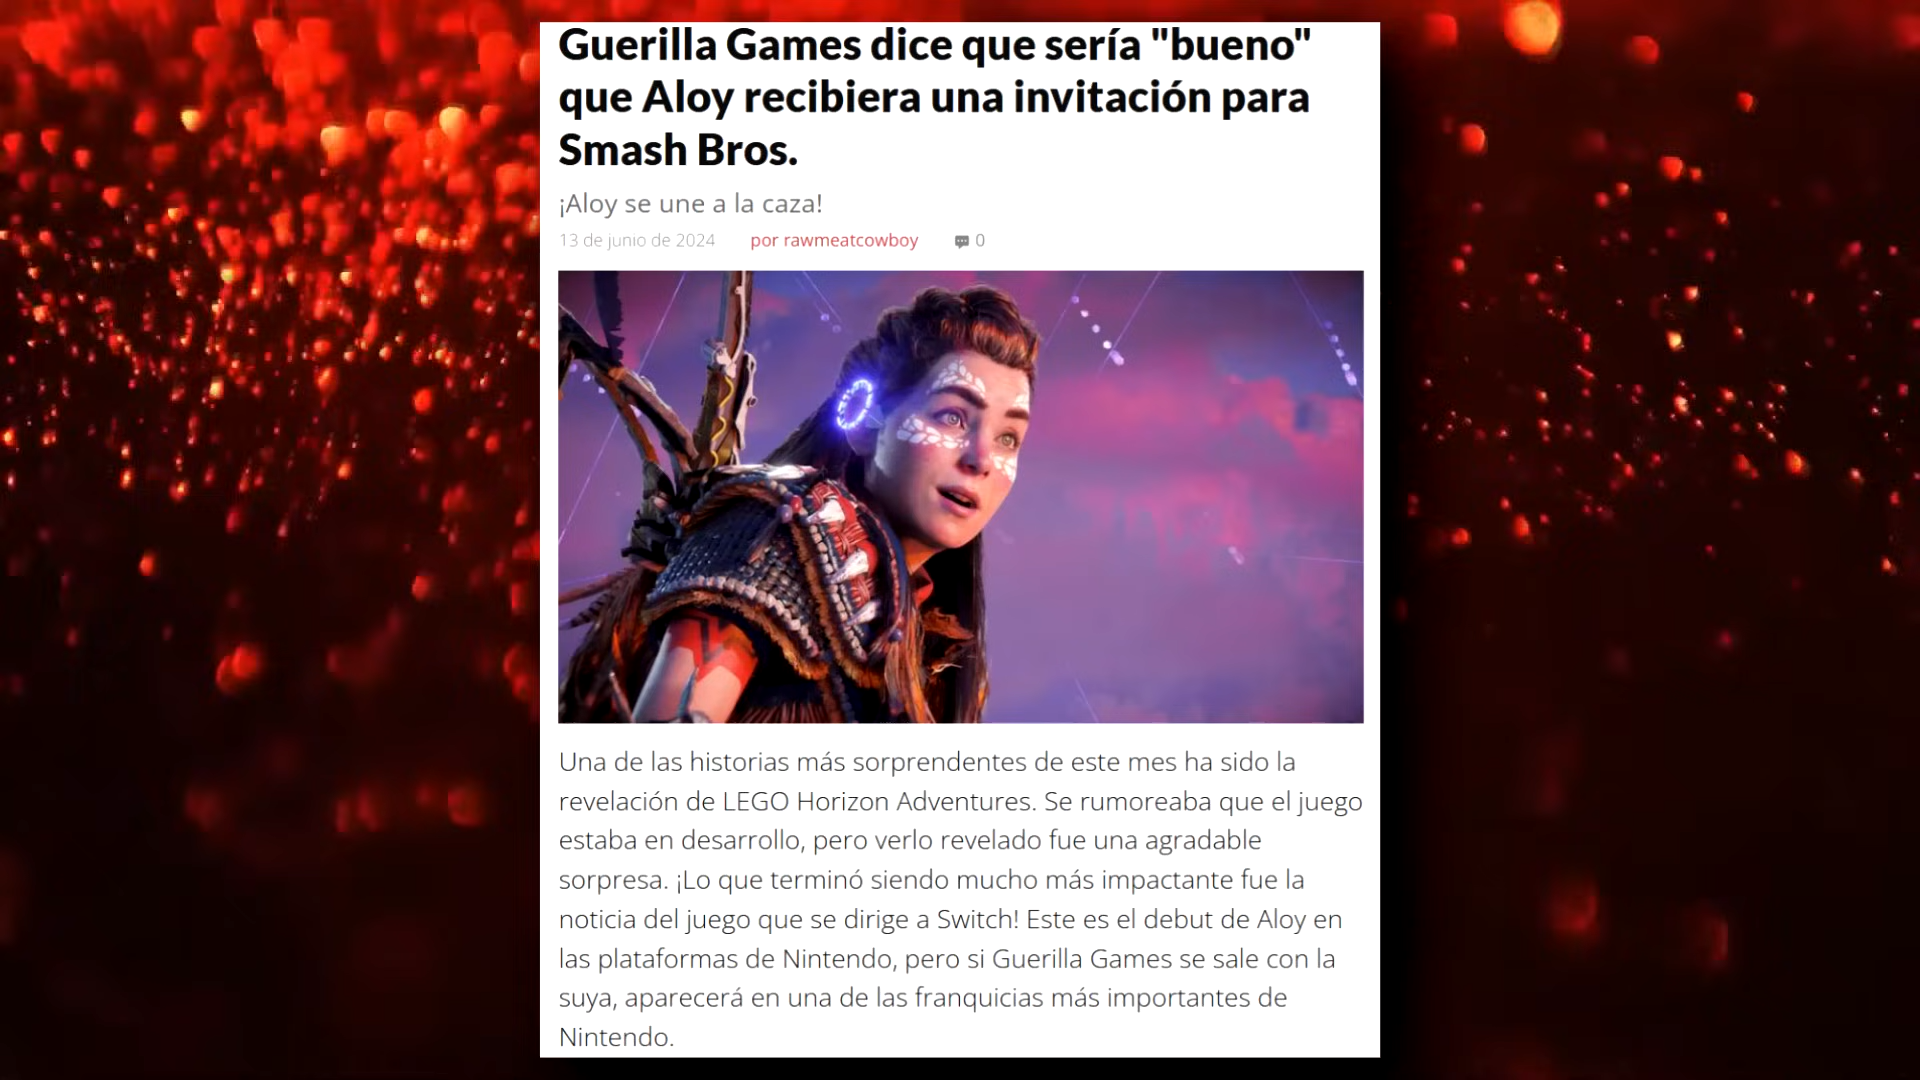 Guerilla Games dice que sería "bueno"
que Aloy recibiera una invitación para
Smash Bros.
¡Aloy se une a la caza!
13 de junio de 2024 por rawmeatcowboy 0
Una de las historias más sorprendentes de este mes ha sido la
revelación de LEGO Horizon Adventures. Se rumoreaba que el juego
estaba en desarrollo, pero verlo revelado fue una agradable
sorpresa. ¡Lo que terminó siendo mucho más impactante fue la
noticia del juego que se dirige a Switch! Este es el debut de Aloy en
las plataformas de Nintendo, pero si Guerilla Games se sale con la
suya, aparecerá en una de las franquicias más importantes de
Nintendo.